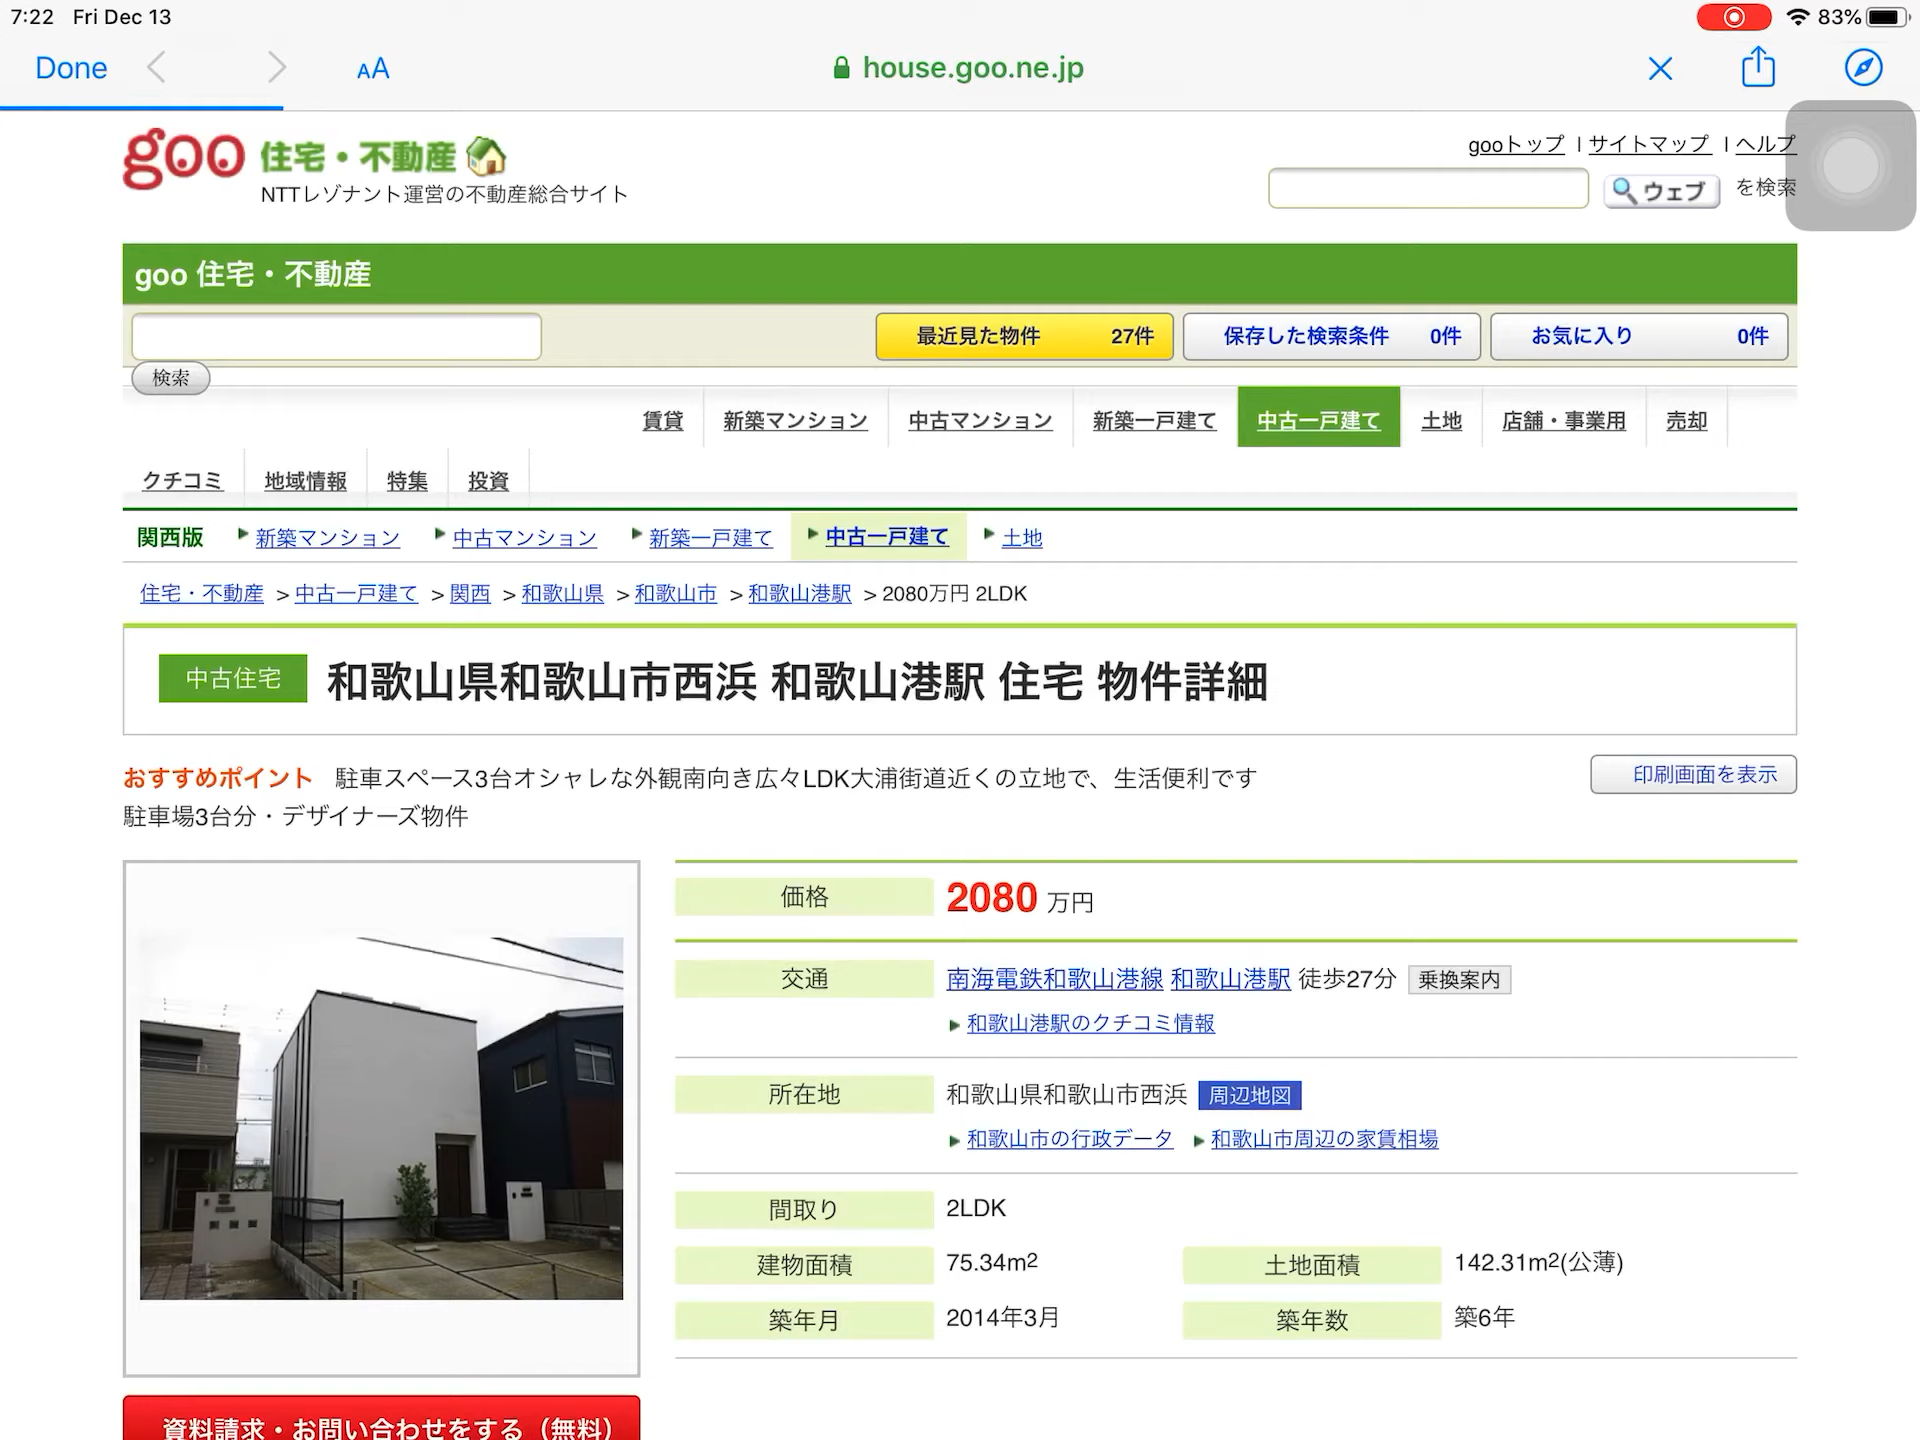 7:22 Fri Dec 13 83%
Done AA house.goo.ne.jp
goo 住宅・不動産
NTTレゾナント運営の不動産総合サイト
gooトップ | サイトマップ | ヘルプ
ウェブ を検索
goo 住宅・不動産
最近見た物件 27件 保存した検索条件 0件 お気に入り 0件
検索
賃貸 新築マンション 中古マンション 新築一戸建て 中古一戸建て 土地 店舗・事業用 売却
クチコミ 地域情報 特集 投資
関西版 新築マンション 中古マンション 新築一戸建て 中古一戸建て 土地
住宅・不動産 > 中古一戸建て > 関西 > 和歌山県 > 和歌山市 > 和歌山港駅 > 2080万円 2LDK
中古住宅 和歌山県和歌山市西浜 和歌山港駅 住宅 物件詳細
おすすめポイント 駐車スペース3台オシャレな外観南向き広々LDK大浦街道近くの立地で、生活便利です
駐車場3台分・デザイナーズ物件
印刷画面を表示
価格 2080 万円
交通 南海電鉄和歌山港線 和歌山港駅 徒歩27分 乗換案内
和歌山港駅のクチコミ情報
所在地 和歌山県和歌山市西浜 周辺地図
和歌山市の行政データ 和歌山市周辺の家賃相場
間取り 2LDK
建物面積 75.34m2 土地面積 142.31m2(公薄)
築年月 2014年3月 築年数 築6年
資料請求・お問い合わせをする（無料）